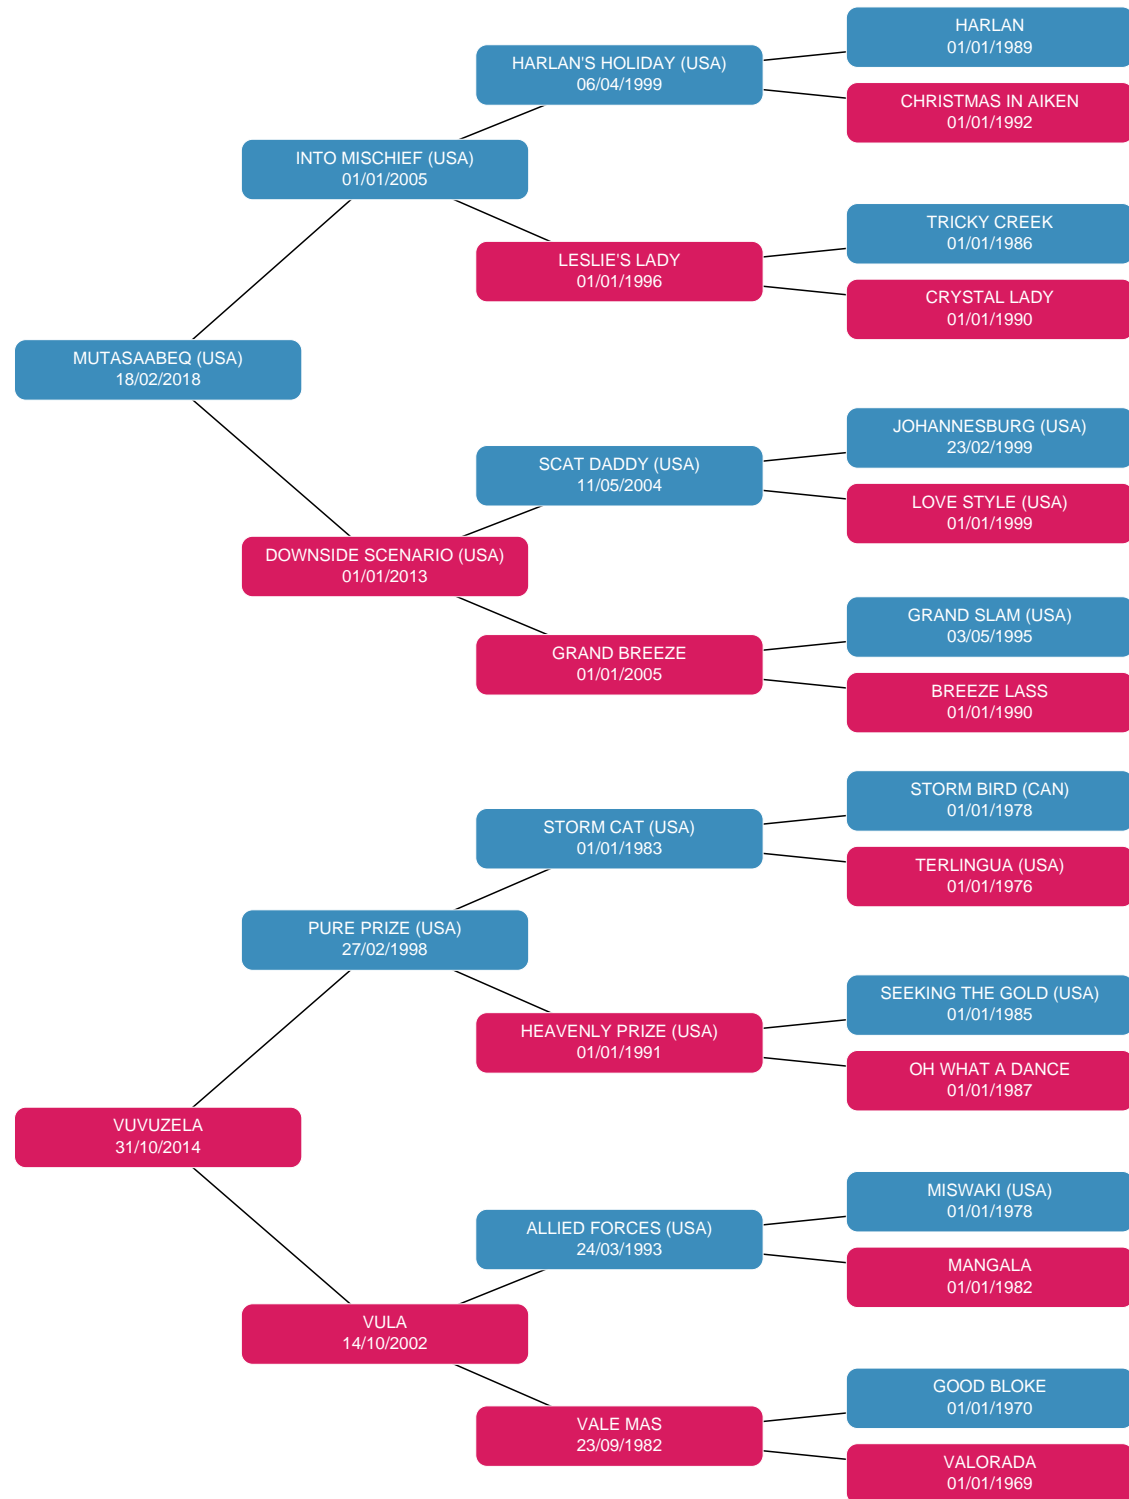 HARLAN
01/01/1989
HARLAN'S HOLIDAY (USA)
06/04/1999
CHRISTMAS IN AIKEN
01/01/1992
INTO MISCHIEF (USA)
01/01/2005
TRICKY CREEK
01/01/1986
LESLIE'S LADY
01/01/1996
CRYSTAL LADY
01/01/1990
MUTASAABEQ (USA)
18/02/2018
JOHANNESBURG (USA)
23/02/1999
SCAT DADDY (USA)
11/05/2004
LOVE STYLE (USA)
01/01/1999
DOWNSIDE SCENARIO (USA)
01/01/2013
GRAND SLAM (USA)
03/05/1995
GRAND BREEZE
01/01/2005
BREEZE LASS
01/01/1990
STORM BIRD (CAN)
01/01/1978
STORM CAT (USA)
01/01/1983
TERLINGUA (USA)
01/01/1976
PURE PRIZE (USA)
27/02/1998
SEEKING THE GOLD (USA)
01/01/1985
HEAVENLY PRIZE (USA)
01/01/1991
OH WHAT A DANCE
01/01/1987
VUVUZELA
31/10/2014
MISWAKI (USA)
01/01/1978
ALLIED FORCES (USA)
24/03/1993
MANGALA
01/01/1982
VULA
14/10/2002
GOOD BLOKE
01/01/1970
VALE MAS
23/09/1982
VALORADA
01/01/1969